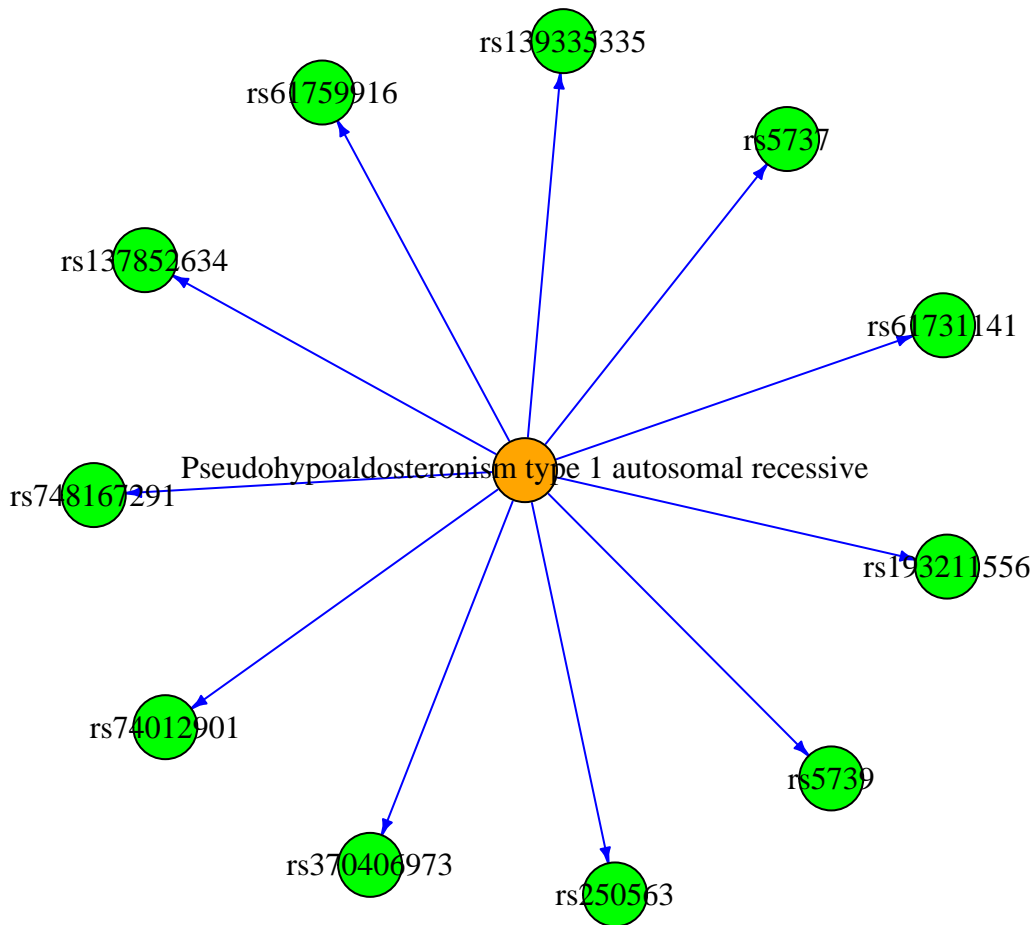 rs139335335
rs61759916
rs5737
rs137852634
rs61731141
Pseudohypoaldosteronism type 1 autosomal recessive
rs748167291
rs193211556
rs74012901
rs5739
rs370406973
rs250563